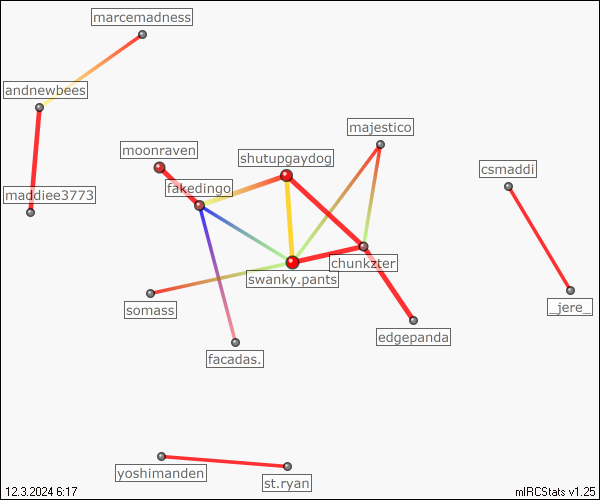 marcemadness
andnewbees
majestico
moonraven
shutupgaydog
csmaddi
fakedingo
maddiee3773
chunkzter
swanky.pants
somass
_jere_
edgepanda
facadas.
yoshimanden
st.ryan
12.3.2024 6:17
mIRCStats v1.25